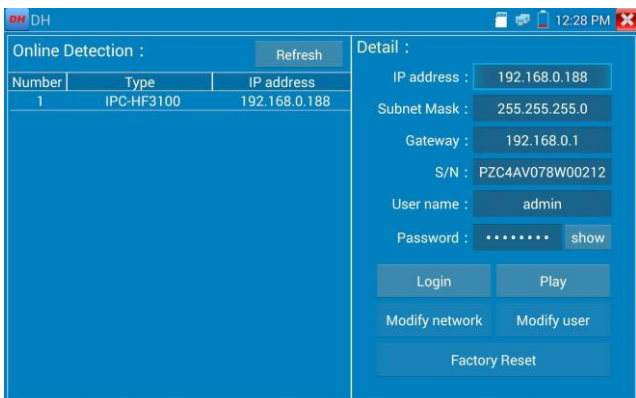 DH DH 12:28 PM
Online Detection : Refresh
Number Type IP address
1 IPC-HF3100 192.168.0.188
Detail :
IP address : 192.168.0.188
Subnet Mask : 255.255.255.0
Gateway : 192.168.0.1
S/N : PZC4AV078W00212
User name : admin
Password : •••••••• show
Login Play
Modify network Modify user
Factory Reset